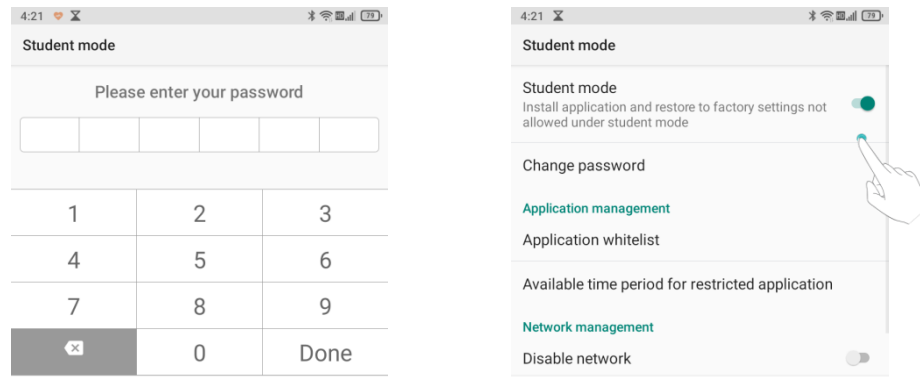 4:21
79
Student mode
Please enter your password
1 2 3
4 5 6
7 8 9
0 Done
4:21
79
Student mode
Student mode
Install application and restore to factory settings not
allowed under student mode
Change password
Application management
Application whitelist
Available time period for restricted application
Network management
Disable network